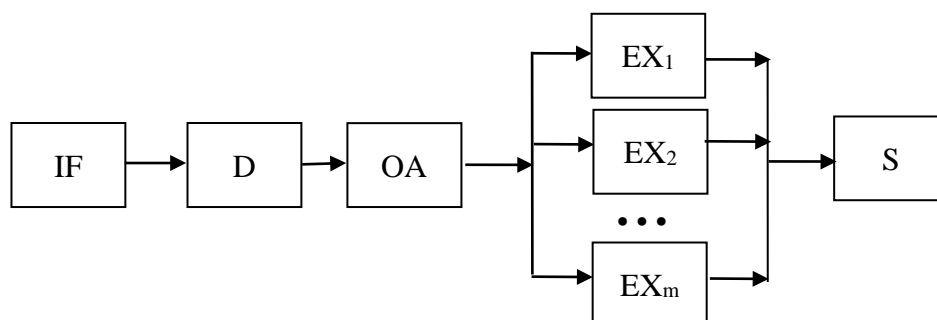 IF
D
OA
EX₁
EX₂
•••
EXₘ
S